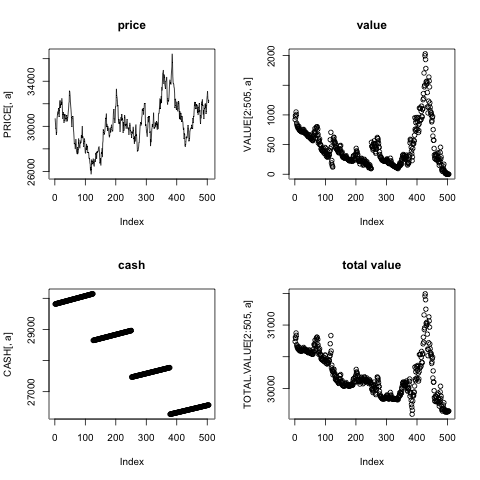 price
PRICE[, a]
26000 30000 34000
0 100 200 300 400 500
Index
value
VALUE[2:505, a]
0 500 1000 2000
0 100 200 300 400 500
Index
cash
CASH[, a]
27000 29000
0 100 200 300 400 500
Index
total value
TOTAL.VALUE[2:505, a]
30000 31000
0 100 200 300 400 500
Index